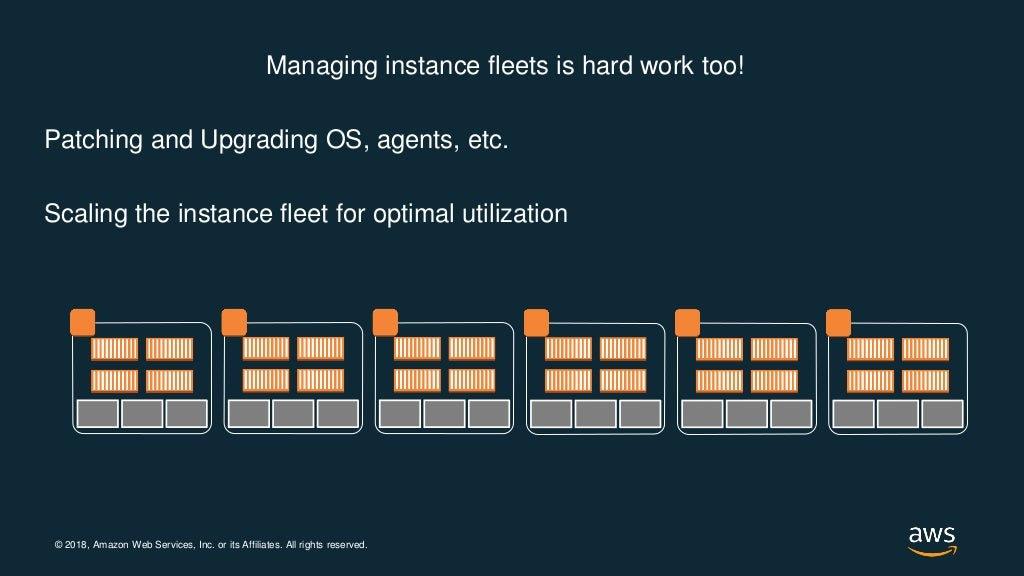 Managing instance fleets is hard work too!
Patching and Upgrading OS, agents, etc.
Scaling the instance fleet for optimal utilization
© 2018, Amazon Web Services, Inc. or its Affiliates. All rights reserved.
aws